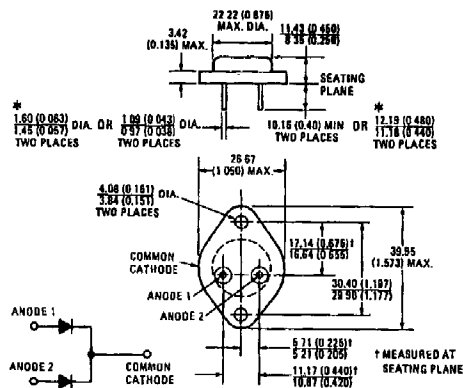 22.22 (0.875)
MAX. DIA.
11.43 (0.450)
6.35 (0.250)
3.42
(0.135) MAX.
SEATING
PLANE
*
1.60 (0.063)
1.45 (0.057)
DIA. OR
1.09 (0.043)
0.97 (0.038)
DIA.
TWO PLACES
TWO PLACES
10.16 (0.40) MIN OR
12.19 (0.480)
11.18 (0.440)
*
TWO PLACES
TWO PLACES
26.67
(1.050) MAX.
4.08 (0.161)
3.84 (0.151)
DIA.
TWO PLACES
17.14 (0.675)†
16.64 (0.655)
39.95
(1.573) MAX.
COMMON
CATHODE
30.40 (1.197)
29.90 (1.177)
ANODE 1
ANODE 2
ANODE 1
ANODE 2
COMMON
CATHODE
5.71 (0.225)†
5.21 (0.205)
11.17 (0.440)†
10.67 (0.420)
† MEASURED AT
SEATING PLANE